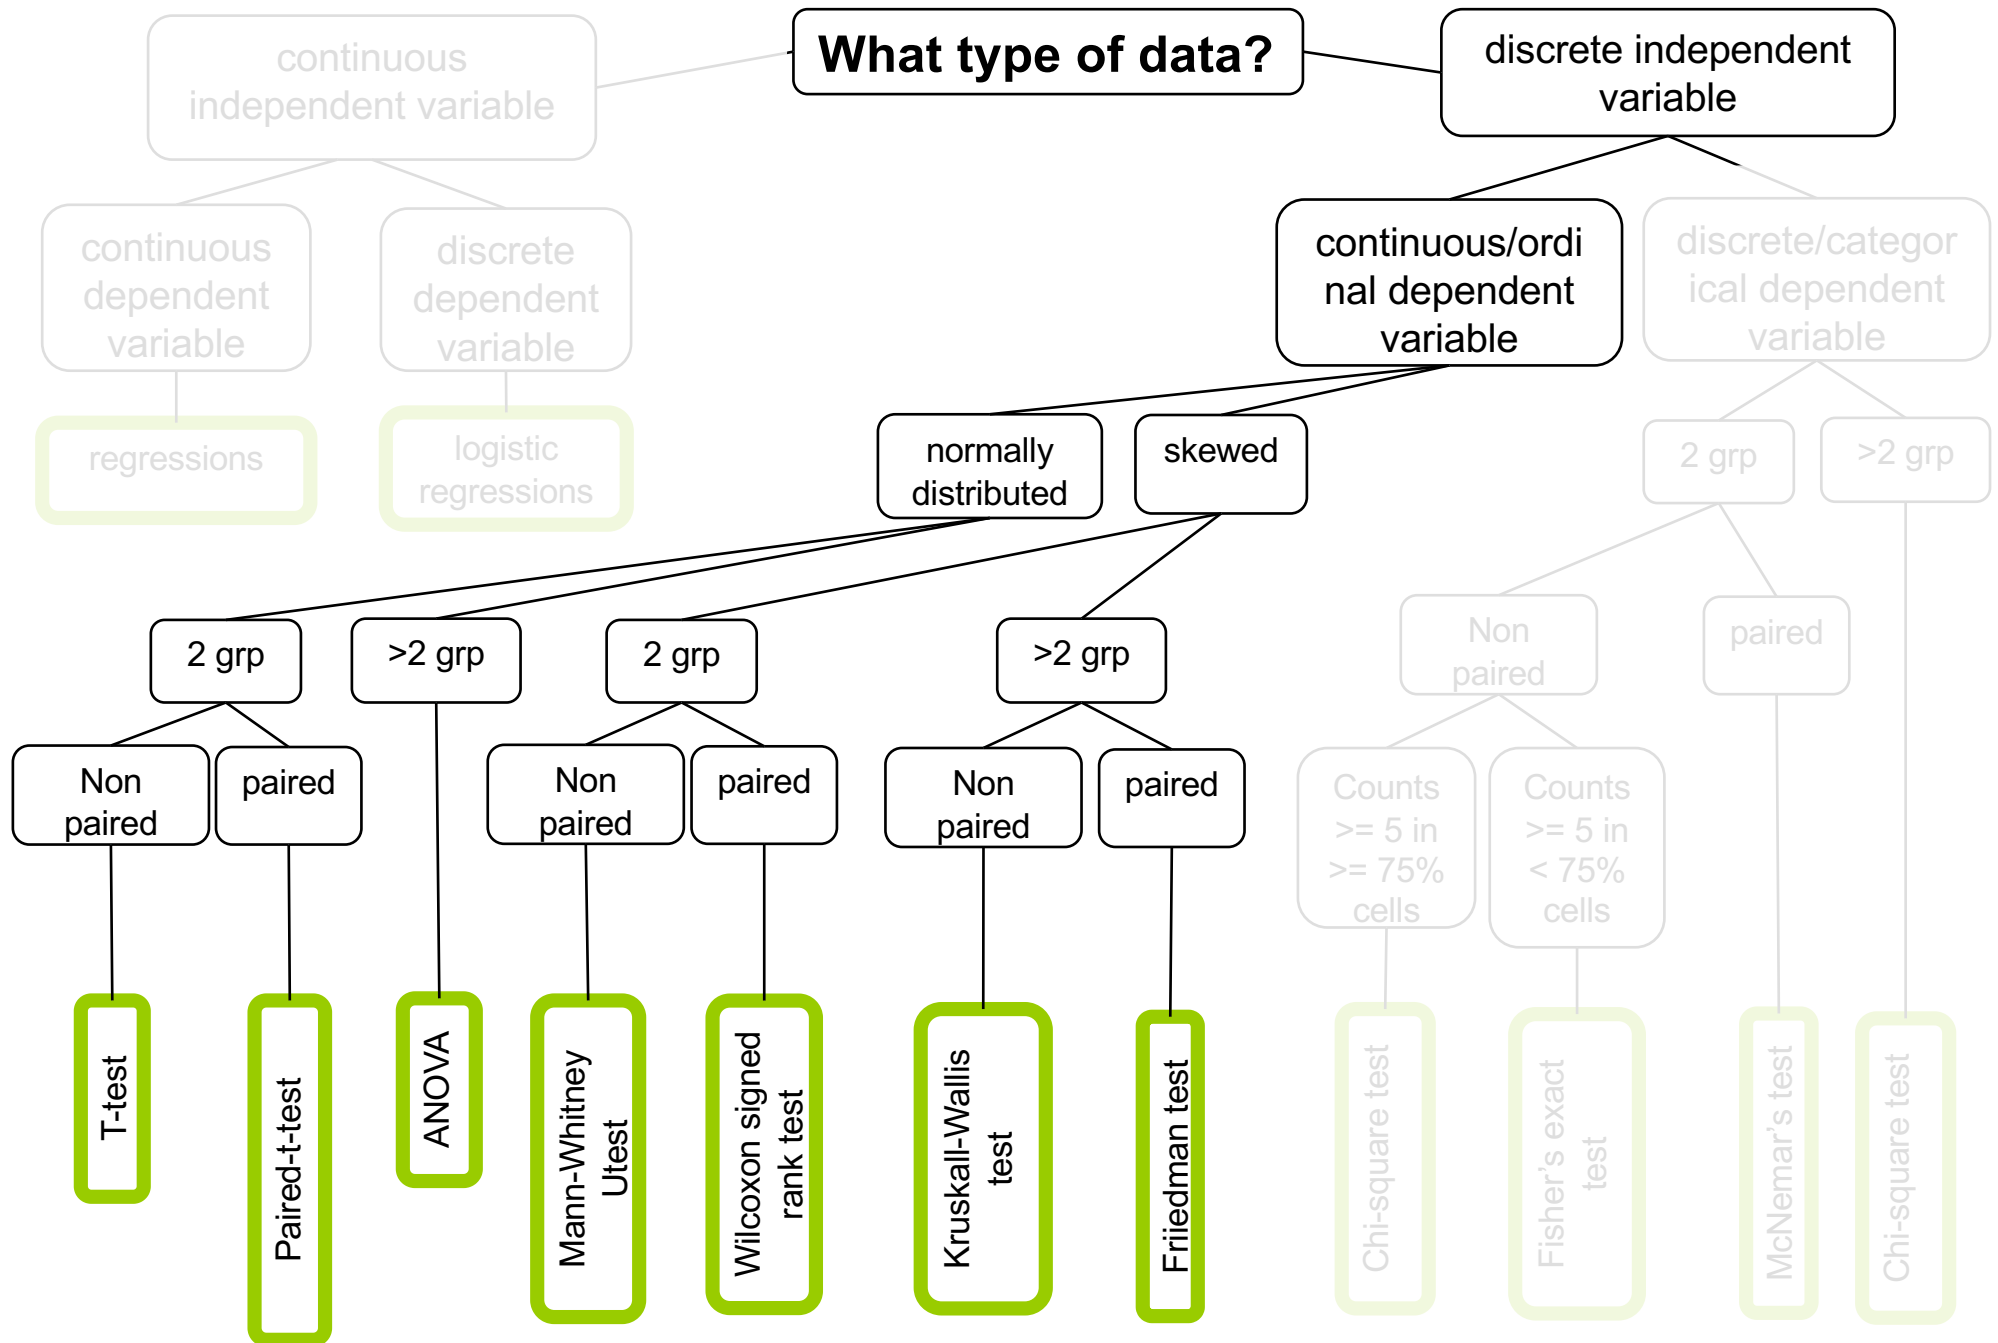 What type of data?
continuous
independent variable
discrete independent
variable
continuous
dependent
variable
discrete
dependent
variable
continuous/ordi
nal dependent
variable
discrete/categor
ical dependent
variable
regressions
logistic
regressions
normally
distributed
skewed
2 grp
>2 grp
2 grp
>2 grp
2 grp
>2 grp
Non
paired
paired
Non
paired
paired
Non
paired
paired
Non
paired
paired
Counts
>= 5 in
>= 75%
cells
Counts
>= 5 in
< 75%
cells
T-test
Paired-t-test
ANOVA
Mann-Whitney
Utest
Wilcoxon signed
rank test
Kruskall-Wallis
test
Friiedman test
Chi-square test
Fisher’s exact
test
McNemar’s test
Chi-square test